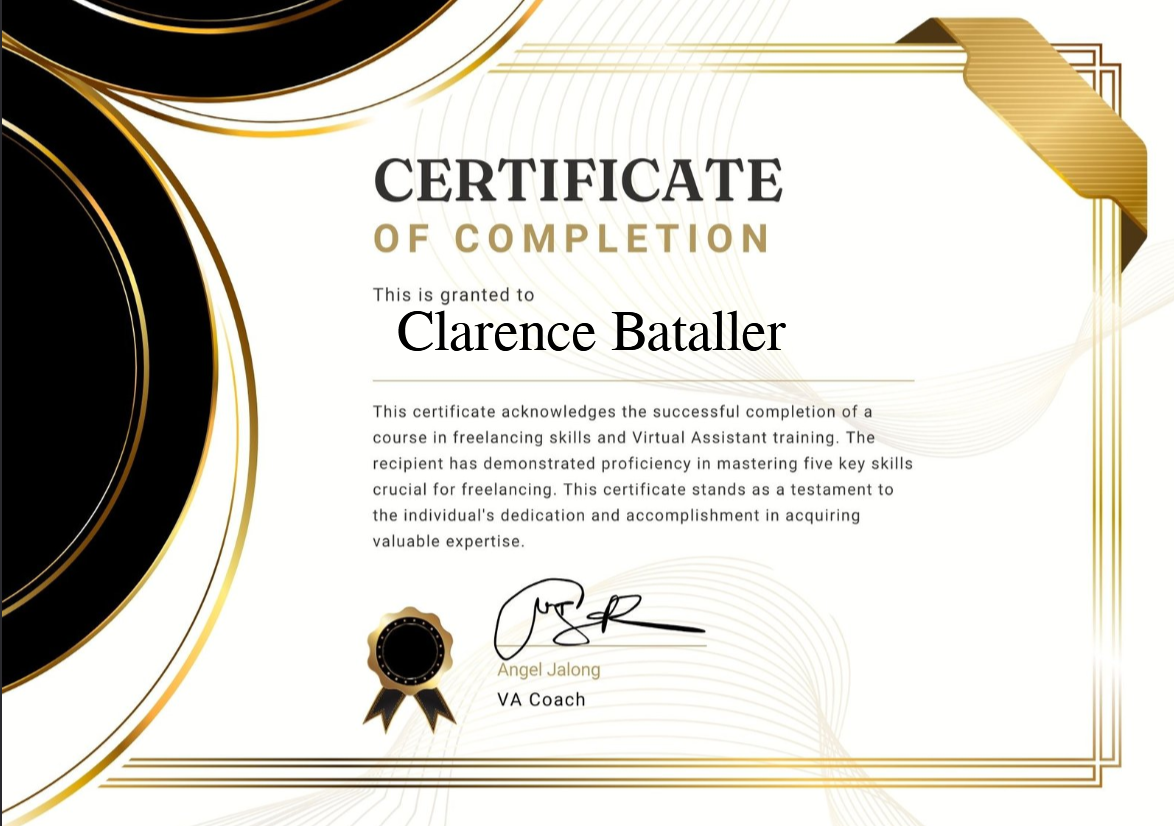 CERTIFICATE
OF COMPLETION
This is granted to
Clarence Bataller
This certificate acknowledges the successful completion of a
course in freelancing skills and Virtual Assistant training. The
recipient has demonstrated proficiency in mastering five key skills
crucial for freelancing. This certificate stands as a testament to
the individual's dedication and accomplishment in acquiring
valuable expertise.
Angel Jalong
VA Coach